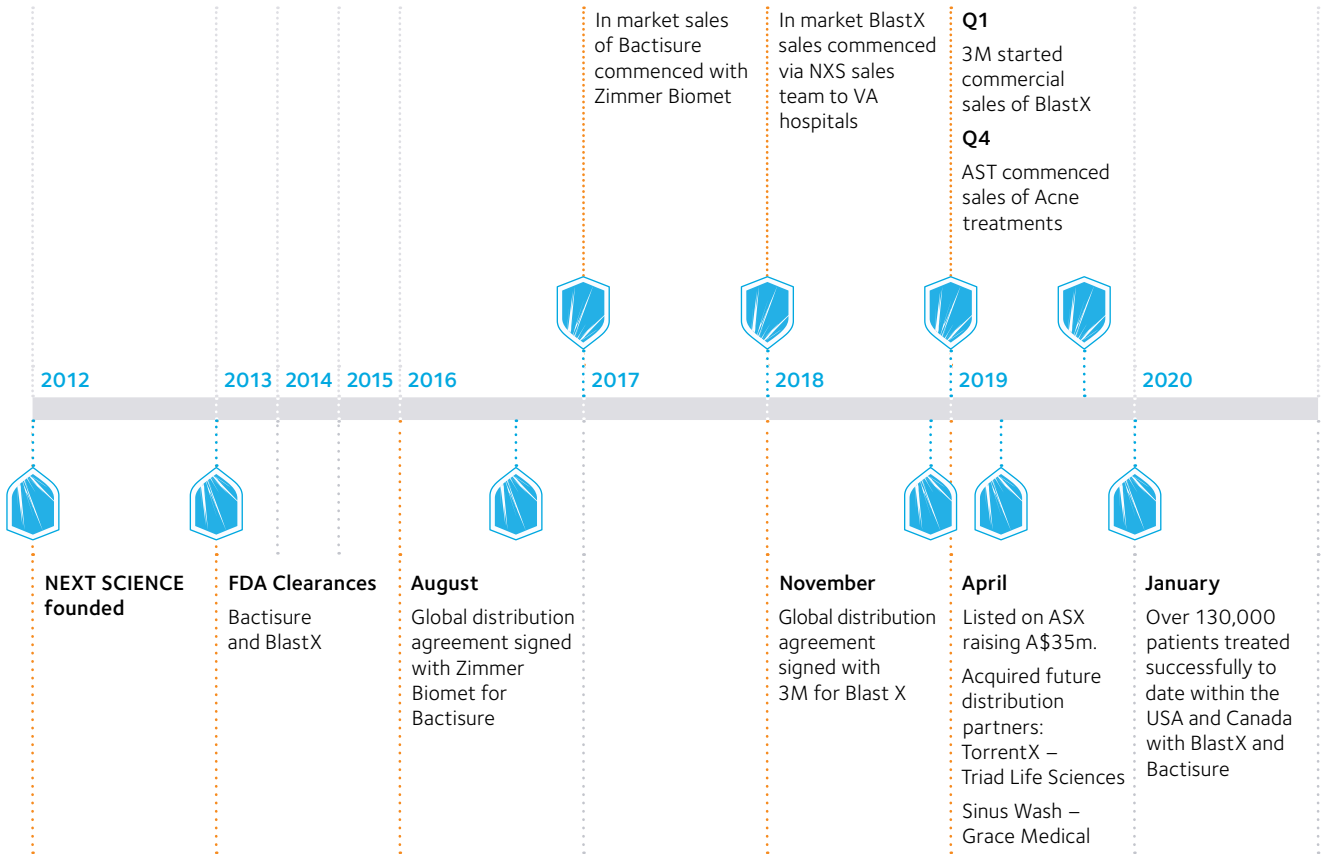 In market sales
of Bactisure
commenced with
Zimmer Biomet
In market BlastX
sales commenced
via NXS sales
team to VA
hospitals
Q1
3M started
commercial
sales of BlastX
Q4
AST commenced
sales of Acne
treatments
2012
2013
2014
2015
2016
2017
2018
2019
2020
NEXT SCIENCE
founded
FDA Clearances
Bactisure
and BlastX
August
Global distribution
agreement signed
with Zimmer
Biomet for
Bactisure
November
Global distribution
agreement
signed with
3M for Blast X
April
Listed on ASX
raising A$35m.
Acquired future
distribution
partners:
TorrentX –
Triad Life Sciences
Sinus Wash –
Grace Medical
January
Over 130,000
patients treated
successfully to
date within the
USA and Canada
with BlastX and
Bactisure